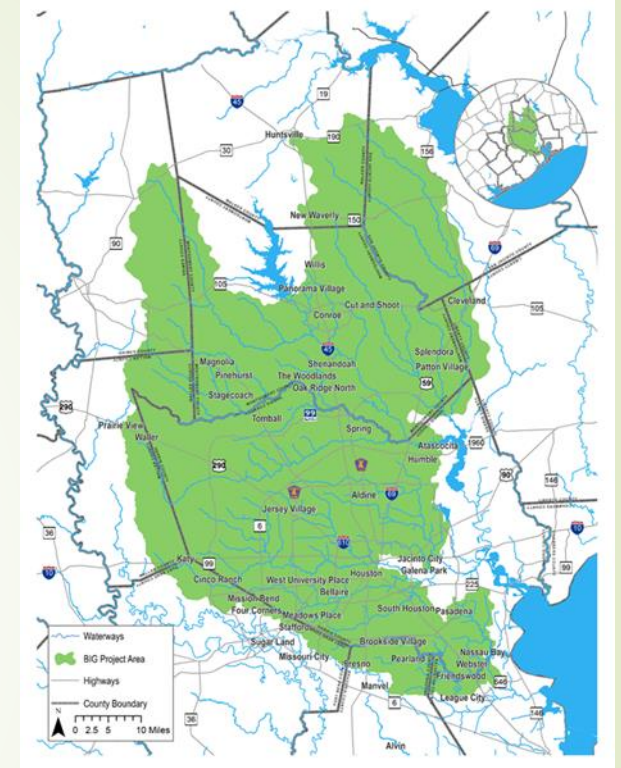 45
19
30
Huntsville
190
156
90
New Waverly
150
69
Willis
105
Panorama Village
Cut and Shoot
Cleveland
Conroe
105
45
Magnolia
Shenandoah
Splendora
Pinehurst
The Woodlands
Patton Village
Stagecoach
Oak Ridge North
59
290
99
Tomball
Prairie View
Spring
Waller
Atascocita
1960
290
Humble
90
146
Aldine
69
Jersey Village
6
36
610
10
Katy
99
Jacinto City
99
10
Cinco Ranch
West University Place
Houston
Galena Park
225
Bellaire
Mission Bend
Four Corners
Meadows Place
South Houston
Pasadena
Stafford
Sugar Land
Brookside Village
Missouri City
Pearland
Nassau Bay
Fresno
Webster
Friendswood
646
Manvel
6
League City
146
36
Alvin
Waterways
BIG Project Area
Highways
County Boundary
N
0 2.5 5 10 Miles